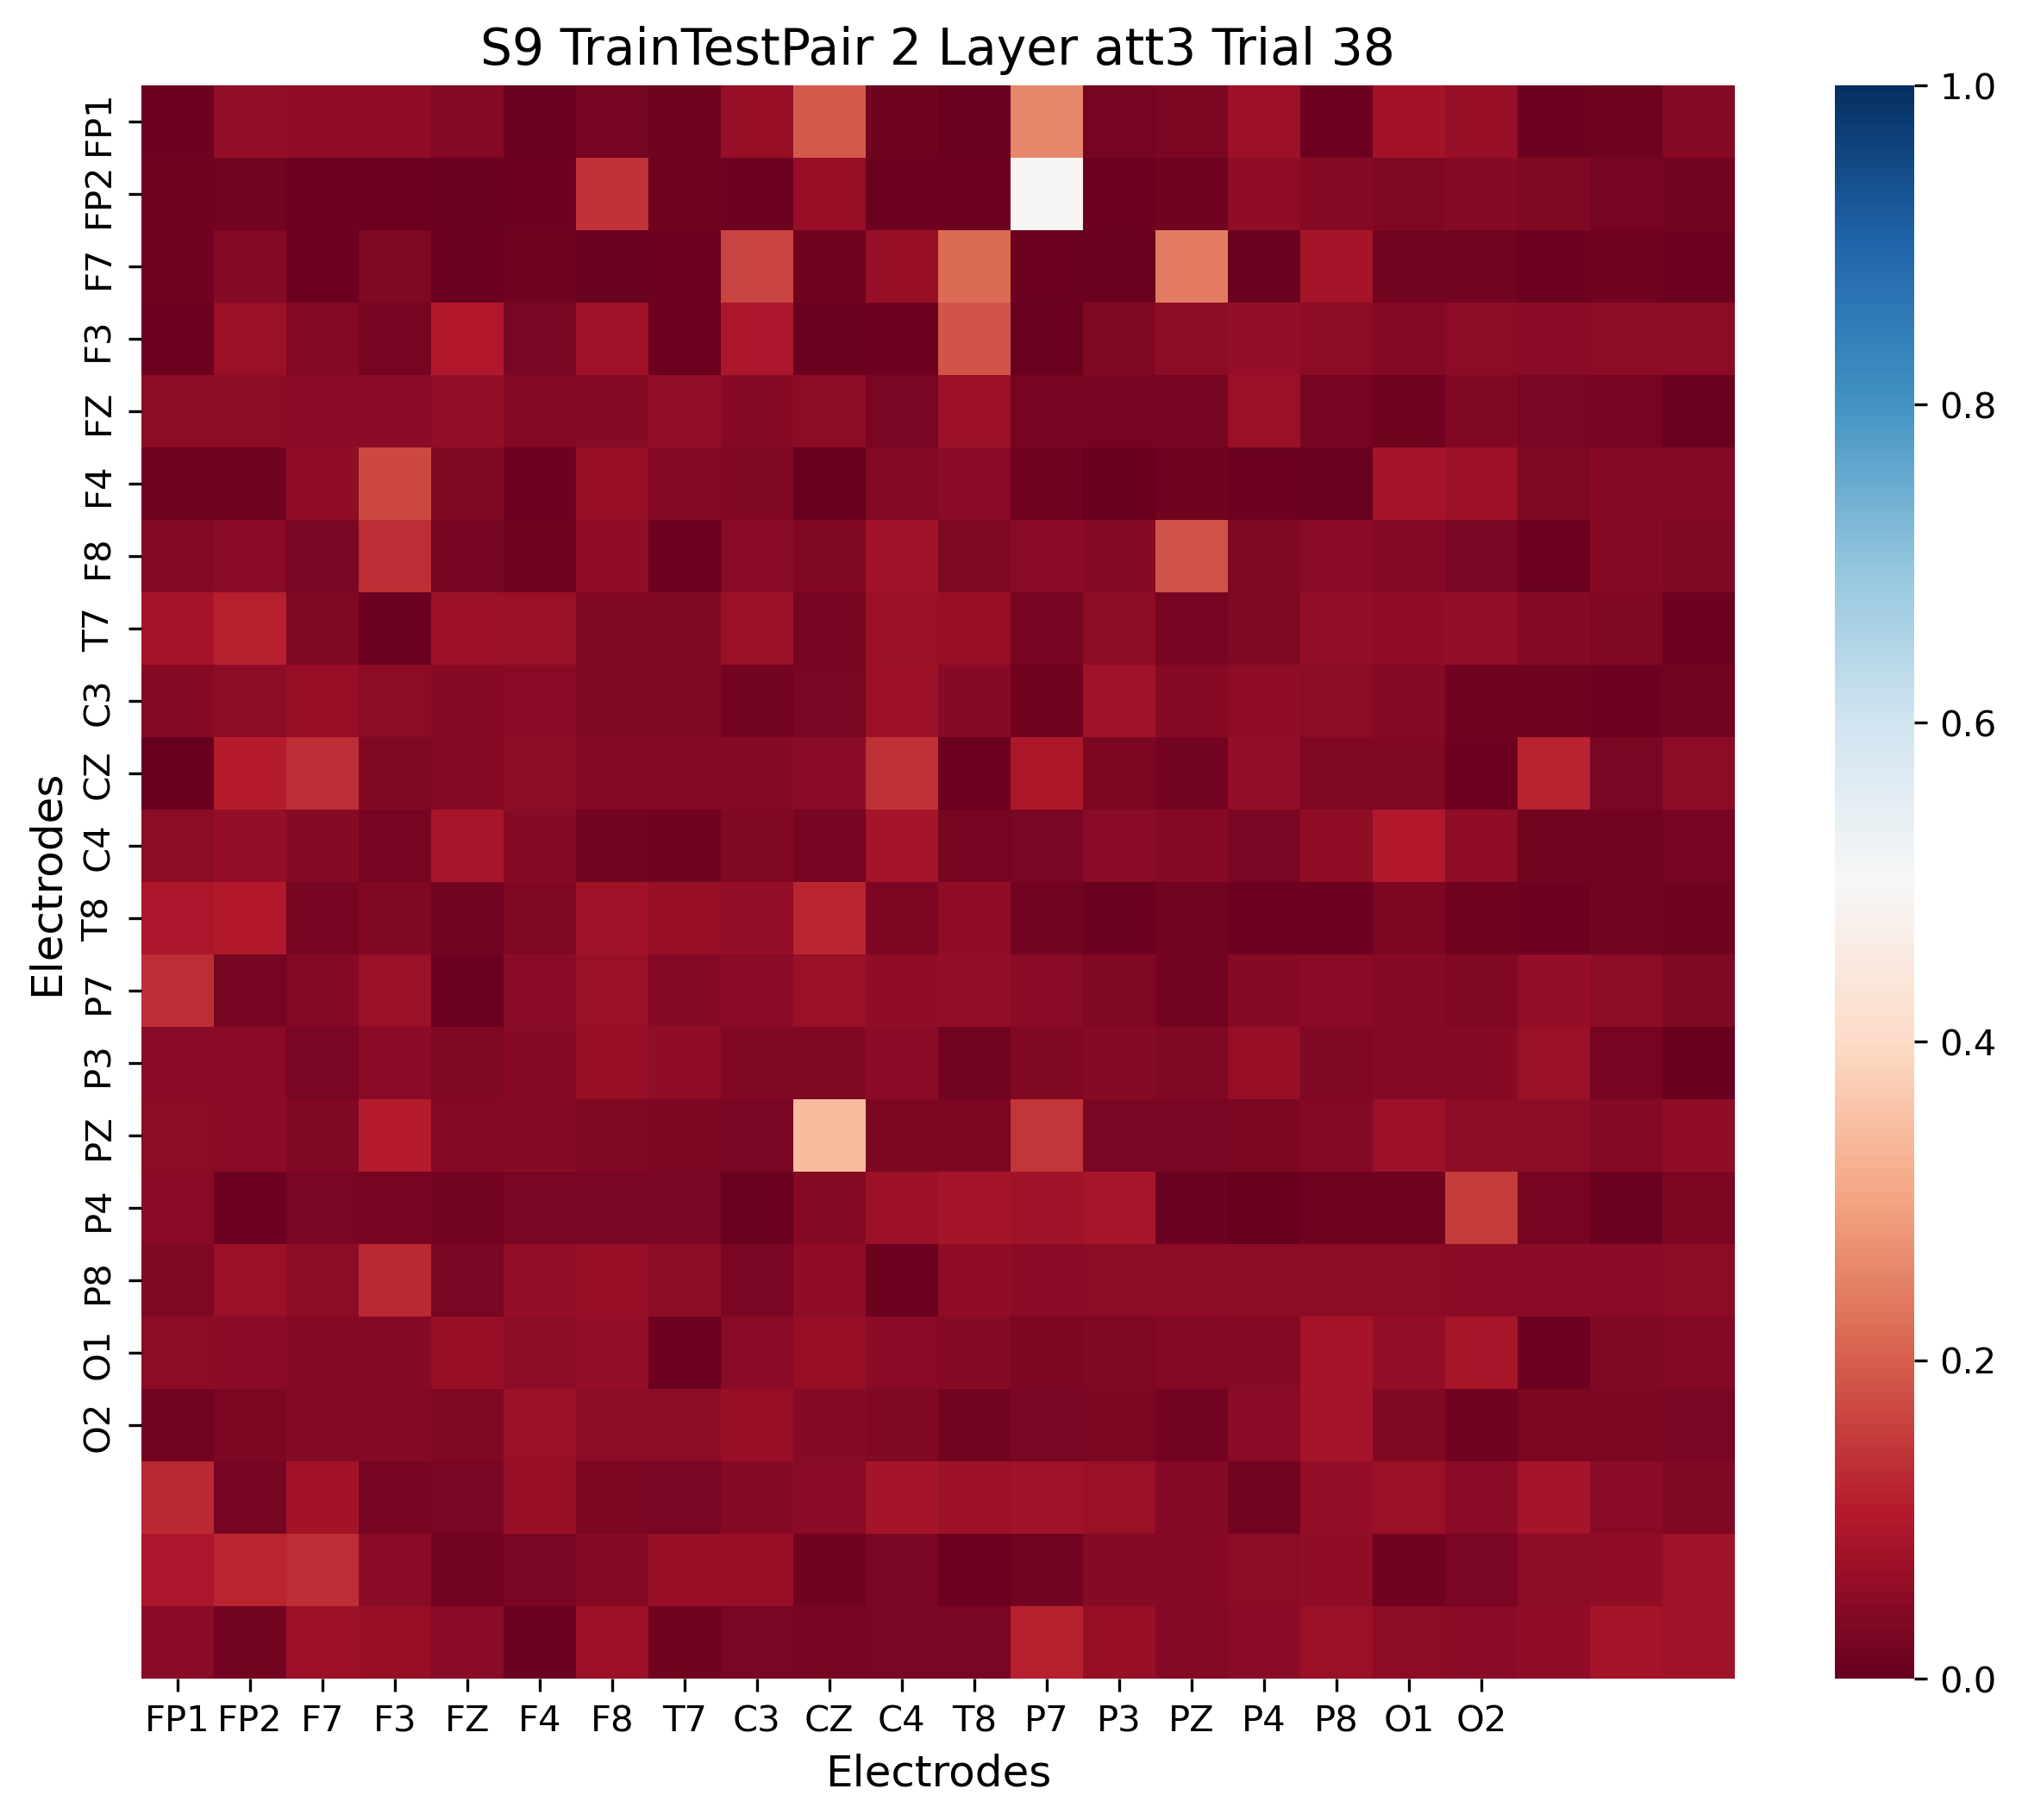 S9 TrainTestPair 2 Layer att3 Trial 38
Electrodes
FP1
FP2
F7
F3
FZ
F4
F8
T7
C3
CZ
C4
T8
P7
P3
PZ
P4
P8
O1
O2
FP1 FP2 F7 F3 FZ F4 F8 T7 C3 CZ C4 T8 P7 P3 PZ P4 P8 O1 O2
Electrodes
1.0
0.8
0.6
0.4
0.2
0.0